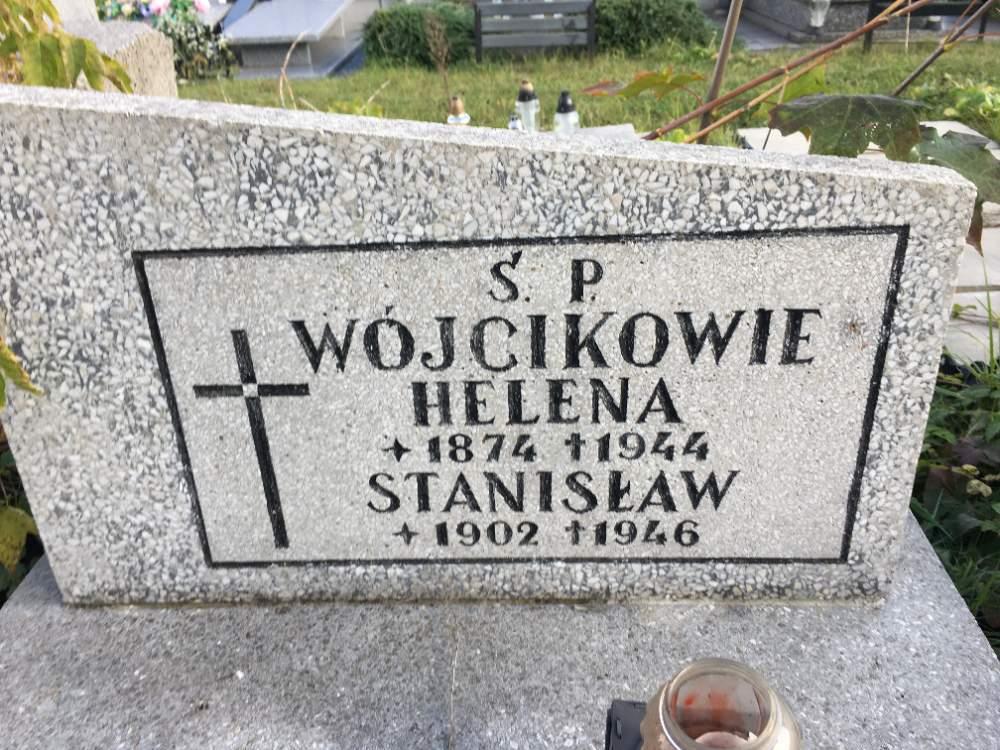 Ś. P.
WÓJCIKOWIE
HELENA
✦ 1874 ✝ 1944
STANISŁAW
✦ 1902 ✝ 1946